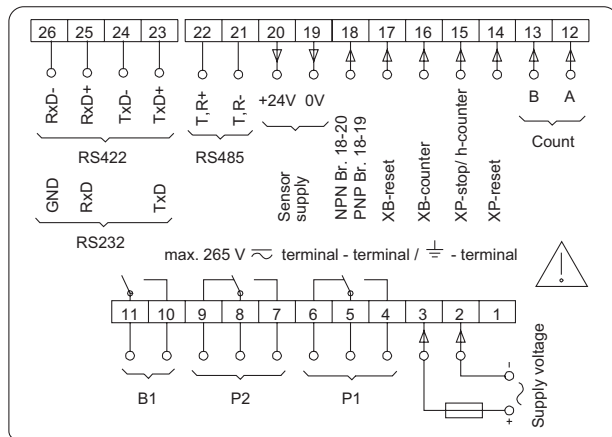 26 25 24 23 22 21 20 19 18 17 16 15 14 13 12
RxD- RxD+ TxD- TxD+ T,R+ T,R- +24V 0V B A
RS422 RS485 Sensor supply NPN Br. 18-20 PNP Br. 18-19 XB-reset XB-counter XP-stop/ h-counter XP-reset Count
GND RxD TxD
RS232
max. 265 V ⎓ ~ terminal - terminal / ⏚ - terminal
11 10 9 8 7 6 5 4 3 2 1
B1 P2 P1 Supply voltage
- ~ +